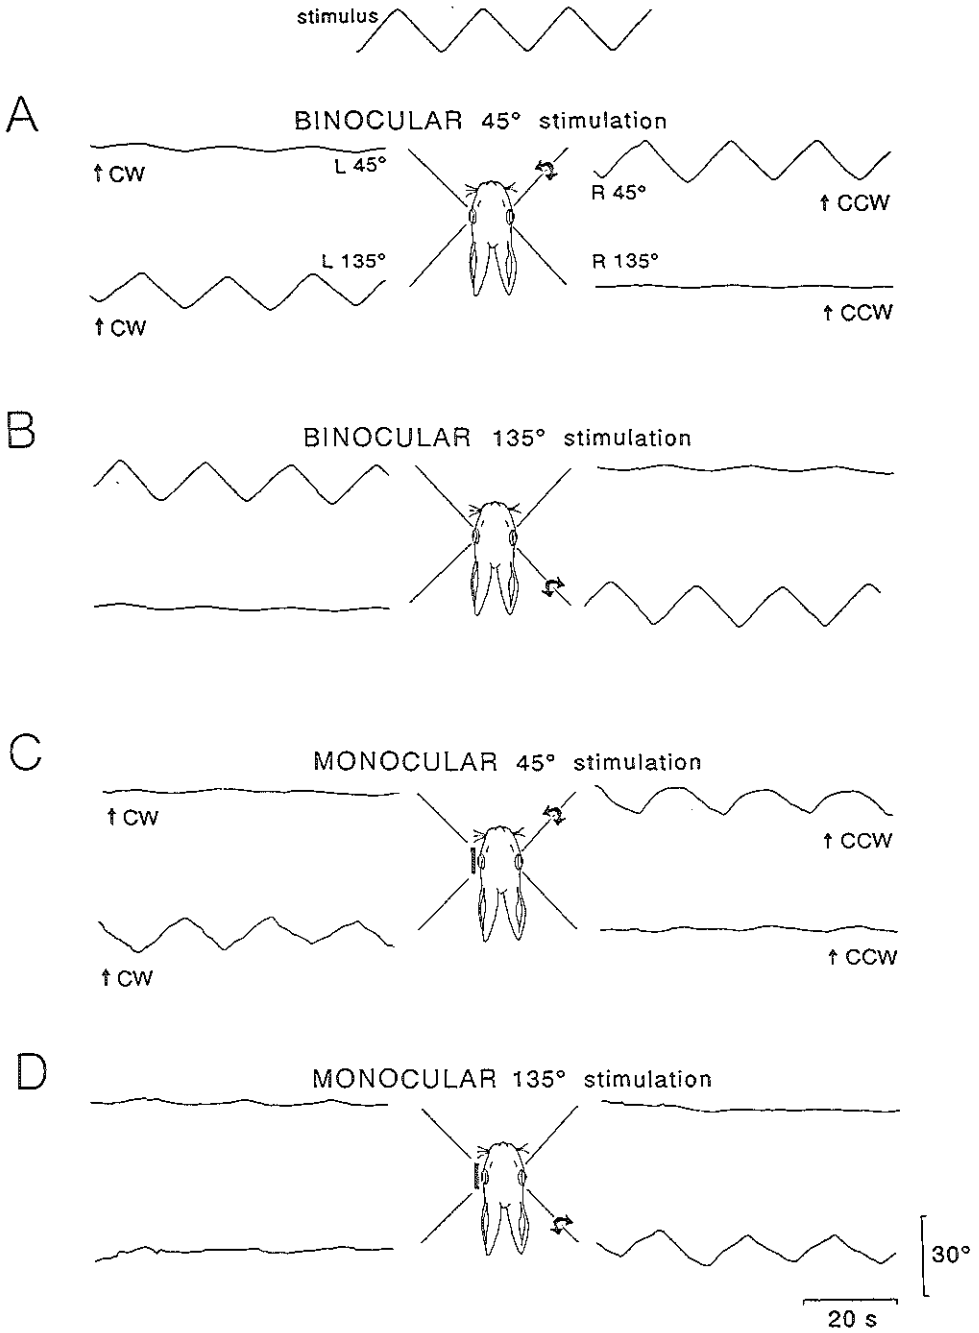 stimulus
A
BINOCULAR 45° stimulation
↑ CW
L 45°
R 45°
↑ CCW
L 135°
R 135°
↑ CW
↑ CCW
B
BINOCULAR 135° stimulation
C
MONOCULAR 45° stimulation
↑ CW
↑ CCW
↑ CW
↑ CCW
D
MONOCULAR 135° stimulation
30°
20 s